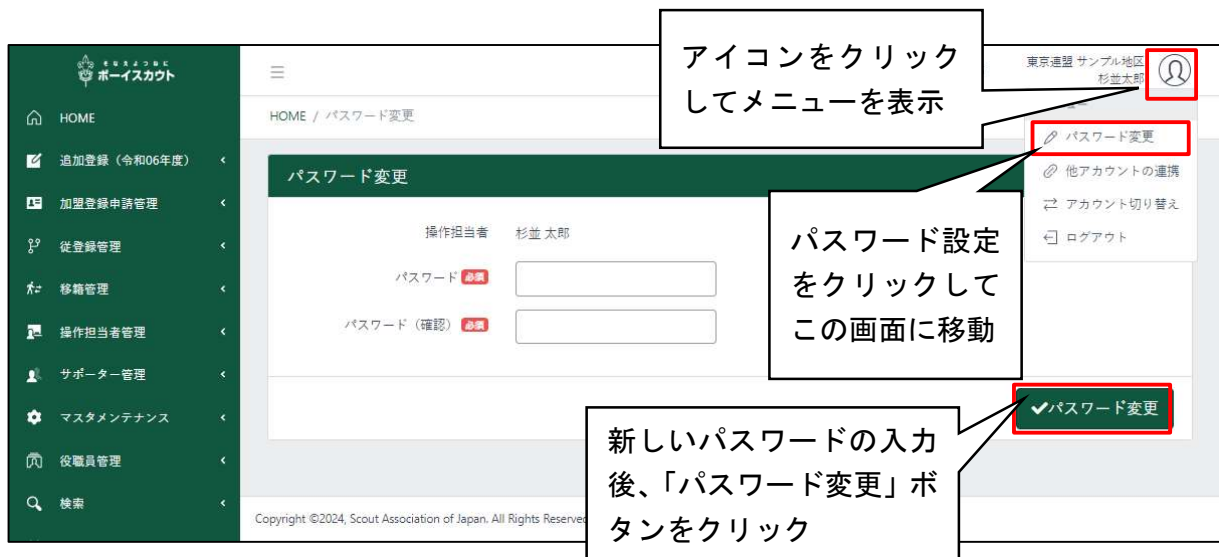 そなえよつねに
ボーイスカウト
東京連盟 サンプル地区
杉並太郎
HOME
追加登録（令和06年度）
加盟登録申請管理
従登録管理
移籍管理
操作担当者管理
サポーター管理
マスタメンテナンス
役職員管理
検索
HOME / パスワード変更
パスワード変更
操作担当者 杉並 太郎
パスワード 必須
パスワード（確認） 必須
パスワード変更
他アカウントの連携
アカウント切り替え
ログアウト
パスワード変更
アイコンをクリック
してメニューを表示
パスワード設定
をクリックして
この画面に移動
新しいパスワードの入力
後、「パスワード変更」ボ
タンをクリック
Copyright ©2024, Scout Association of Japan. All Rights Reserved